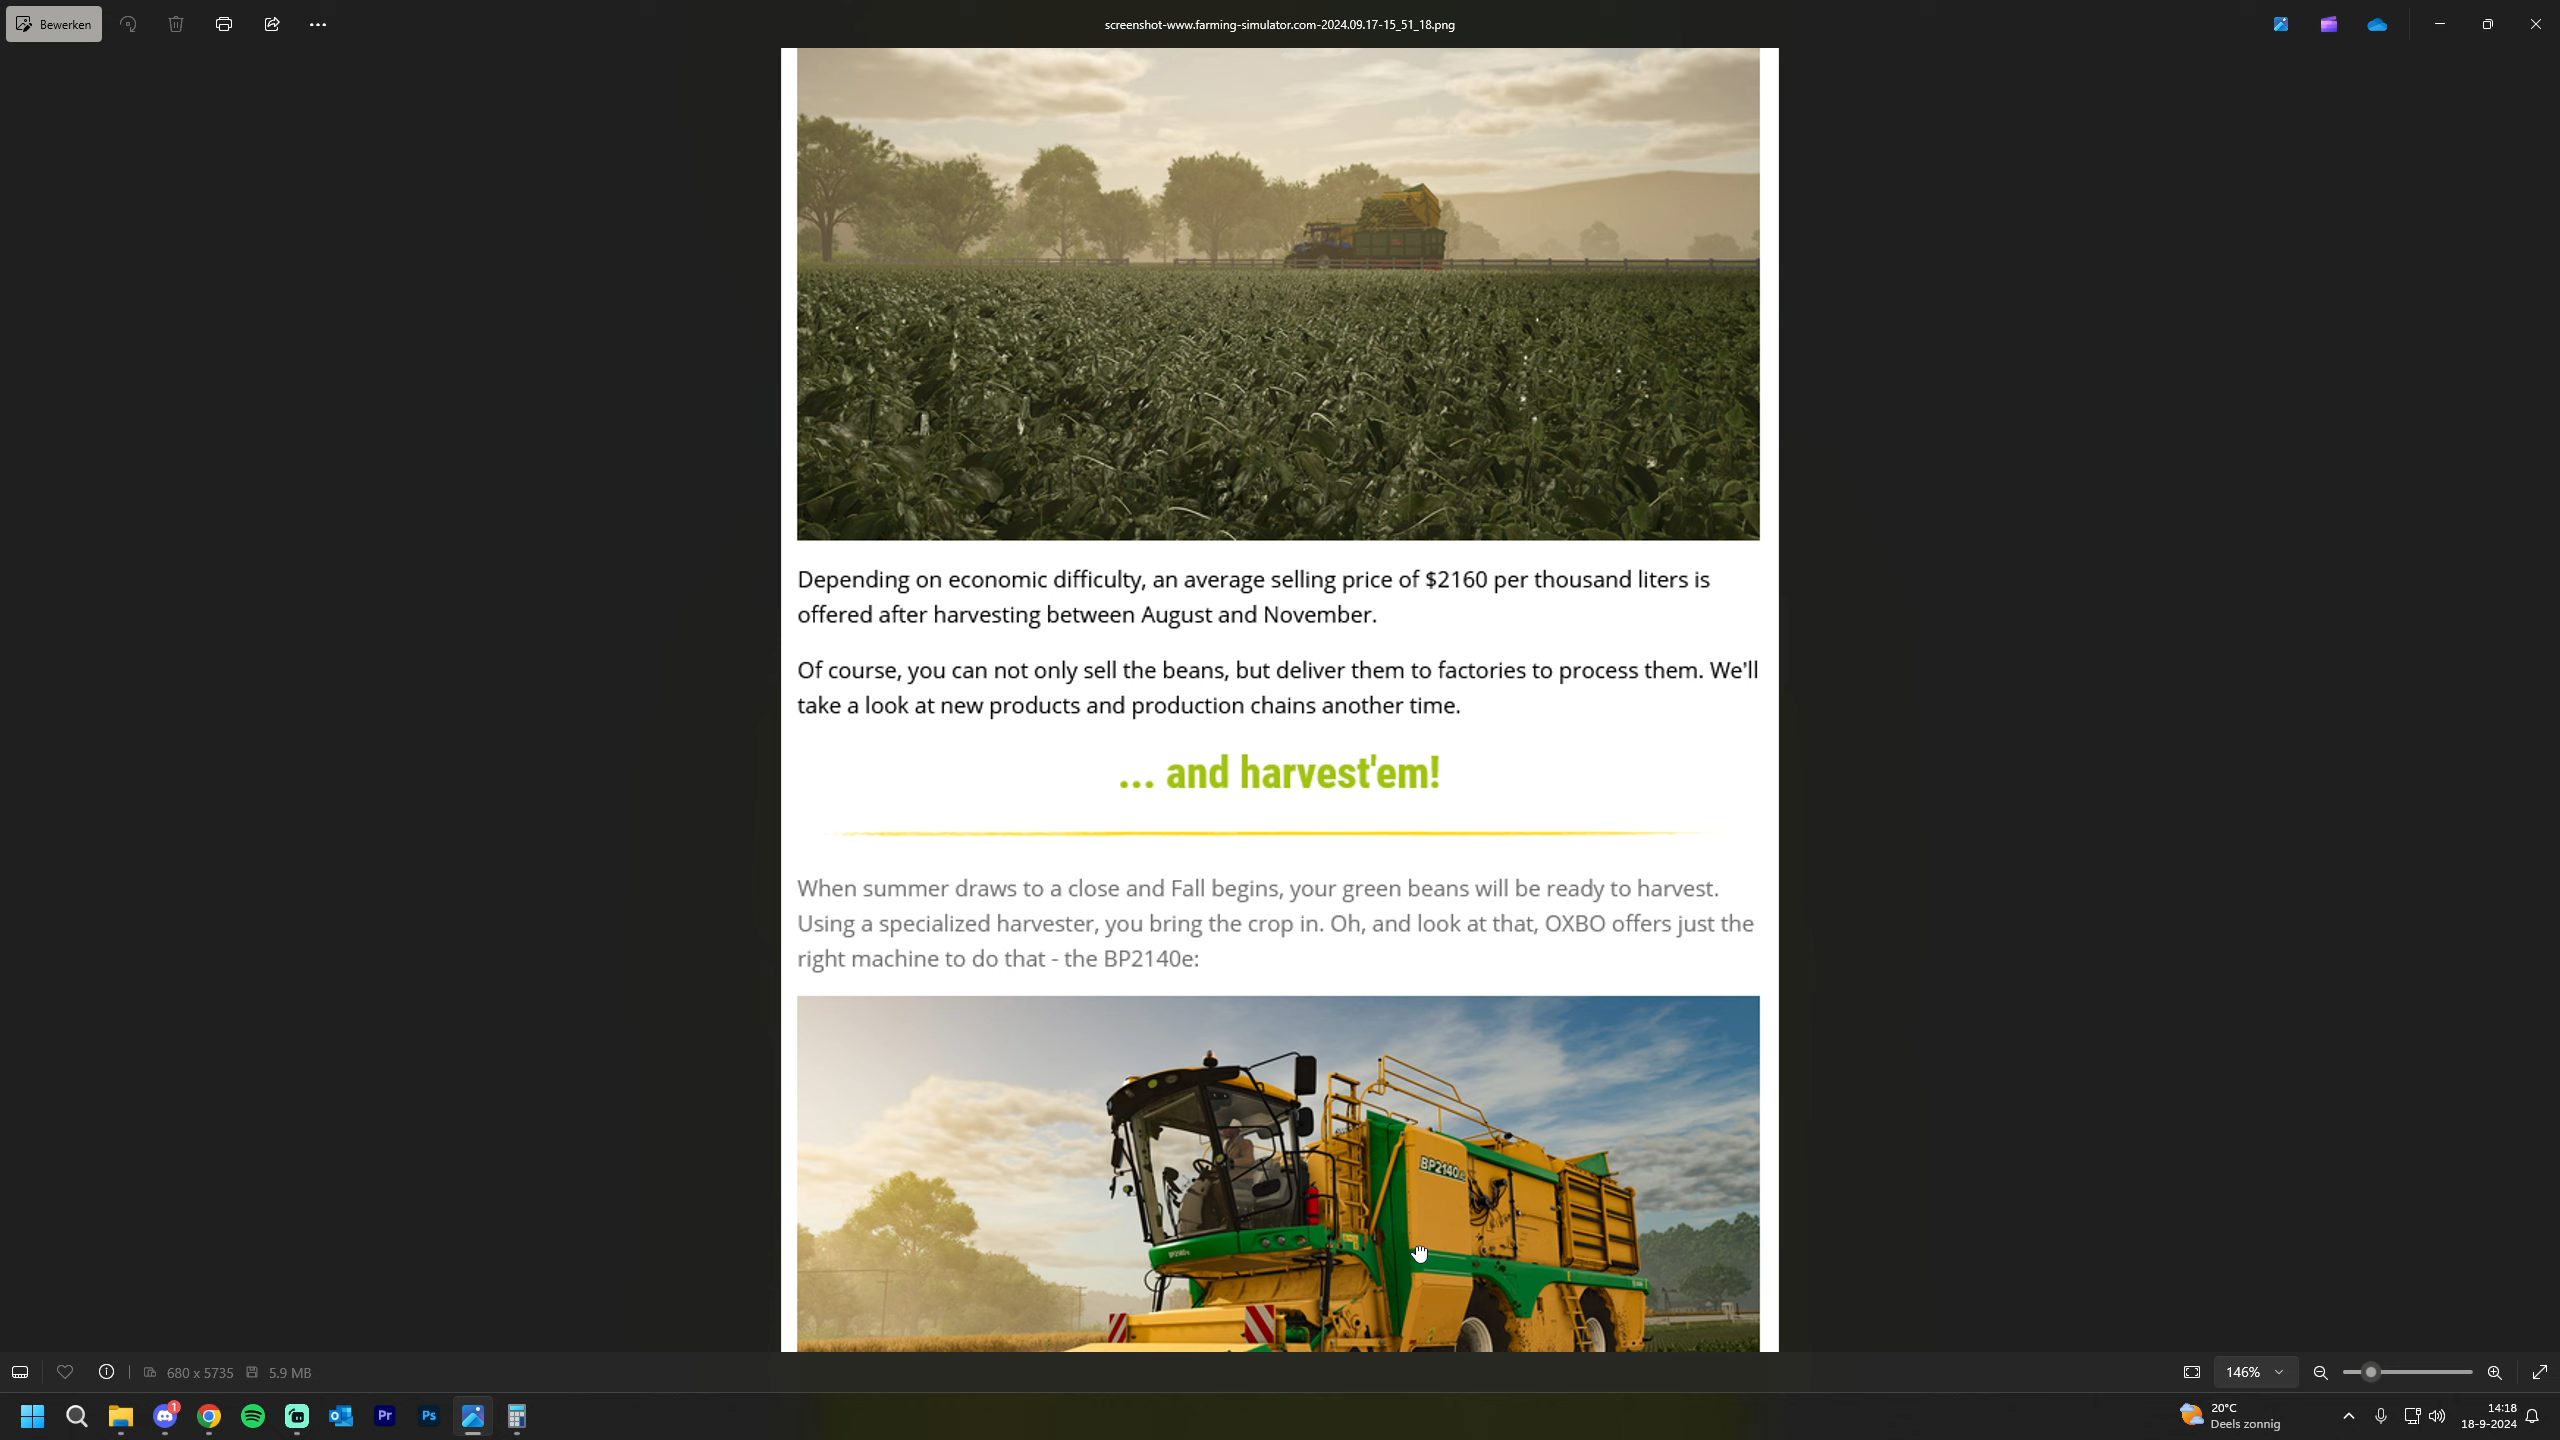 Bewerken
screenshot-www.farming-simulator.com-2024.09.17-15_51_18.png
Depending on economic difficulty, an average selling price of $2160 per thousand liters is
offered after harvesting between August and November.
Of course, you can not only sell the beans, but deliver them to factories to process them. We'll
take a look at new products and production chains another time.
... and harvest'em!
When summer draws to a close and Fall begins, your green beans will be ready to harvest.
Using a specialized harvester, you bring the crop in. Oh, and look at that, OXBO offers just the
right machine to do that - the BP2140e:
BP2140e
BP2140e
680 x 5735 5.9 MB
146%
1
Pr
Ps
20°C
Deels zonnig
14:18
18-9-2024